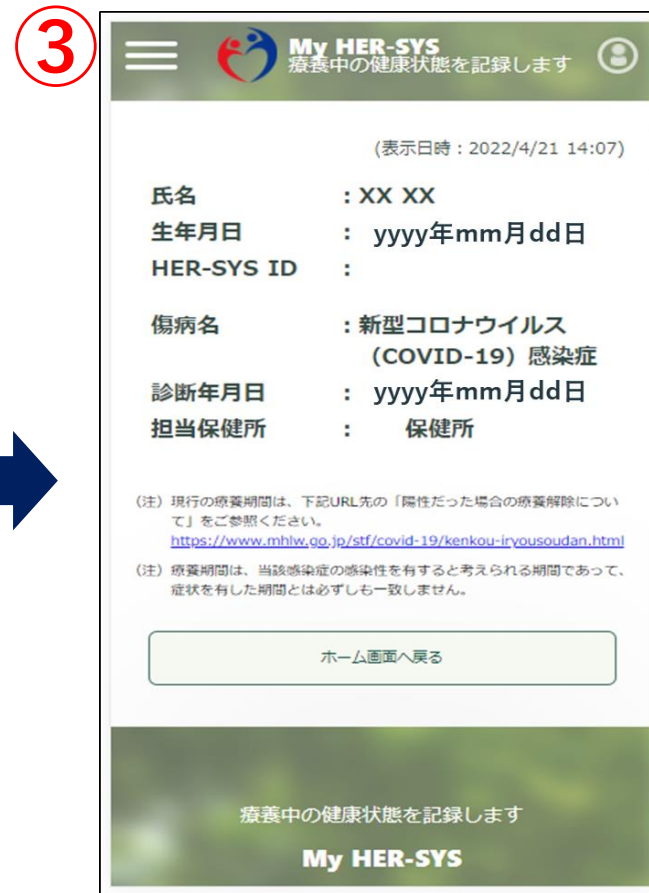 ③
My HER-SYS
療養中の健康状態を記録します
(表示日時：2022/4/21 14:07)
氏名 ：XX XX
生年月日 ： yyyy年mm月dd日
HER-SYS ID ：
傷病名 ：新型コロナウイルス
（COVID-19）感染症
診断年月日 ： yyyy年mm月dd日
担当保健所 ： 保健所
（注）現行の療養期間は、下記URL先の「陽性だった場合の療養解除につい
て」をご参照ください。
https://www.mhlw.go.jp/stf/covid-19/kenkou-iryousoudan.html
（注）療養期間は、当該感染症の感染性を有すると考えられる期間であって、
症状を有した期間とは必ずしも一致しません。
ホーム画面へ戻る
療養中の健康状態を記録します
My HER-SYS